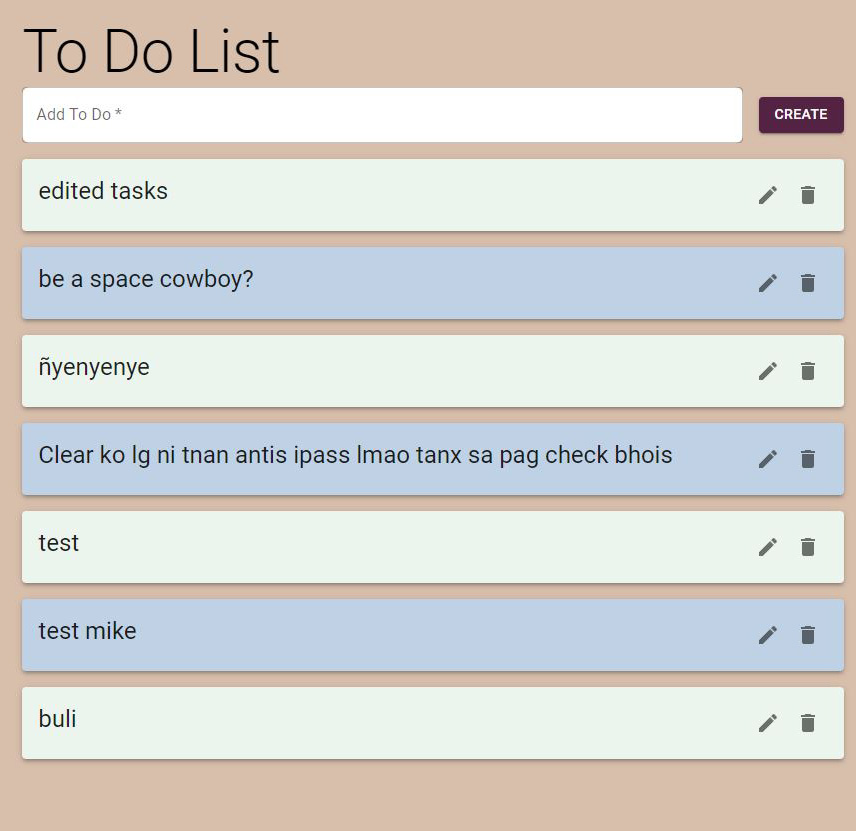 To Do List
Add To Do *
CREATE
edited tasks
be a space cowboy?
ñyenyenye
Clear ko lg ni tnan antis ipass lmao tanx sa pag check bhois
test
test mike
buli